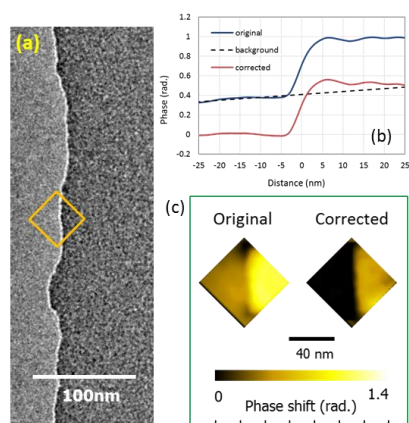 (a)
100nm
1.2
1
0.8
0.6
0.4
0.2
0
-0.2
Phase (rad.)
original
background
corrected
(b)
-25 -20 -15 -10 -5 0 5 10 15 20 25
Distance (nm)
(c)
Original Corrected
40 nm
0 1.4
Phase shift (rad.)